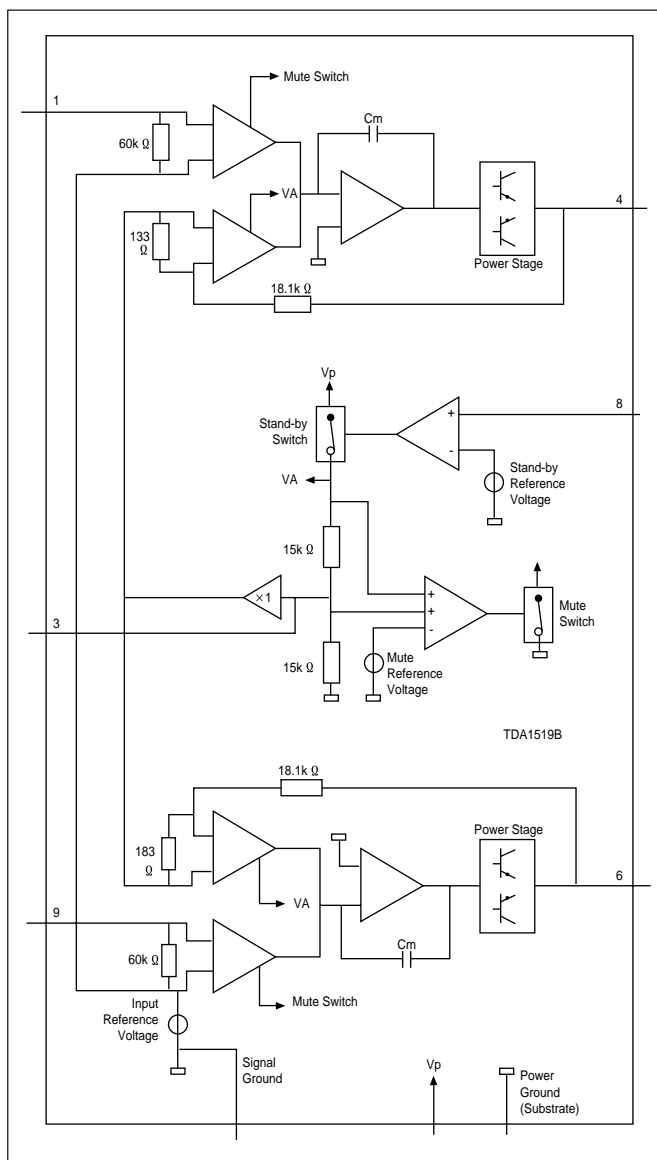 Mute Switch
1
Cm
60k Ω
VA
4
133
Ω
Power Stage
18.1k Ω
Vp
8
Stand-by
Switch
+
-
Stand-by
Reference
Voltage
VA
15k Ω
×1
+
+
-
Mute
Switch
3
15k Ω
Mute
Reference
Voltage
TDA1519B
18.1k Ω
Power Stage
183
Ω
VA
6
9
Cm
60k Ω
Mute Switch
Input
Reference
Voltage
Signal
Ground
Vp
Power
Ground
(Substrate)